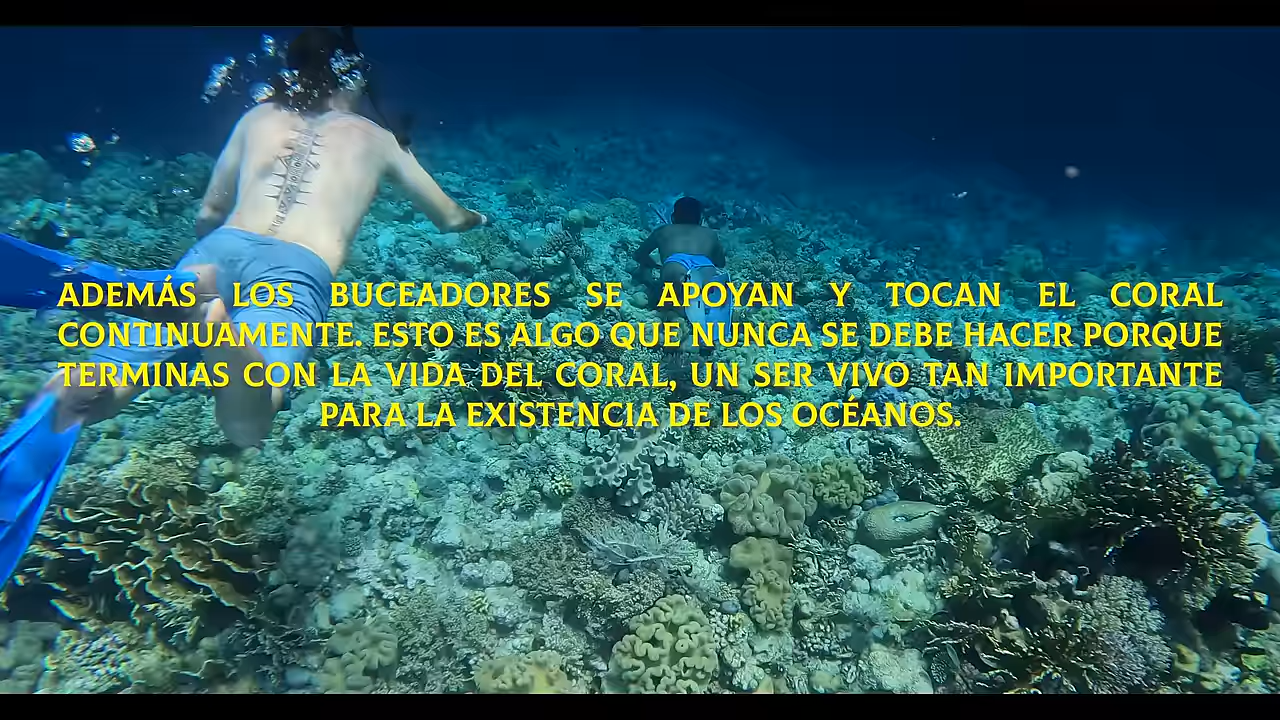 ADEMÁS LOS BUCEADORES SE APOYAN Y TOCAN EL CORAL
CONTINUAMENTE. ESTO ES ALGO QUE NUNCA SE DEBE HACER PORQUE
TERMINAS CON LA VIDA DEL CORAL, UN SER VIVO TAN IMPORTANTE
PARA LA EXISTENCIA DE LOS OCÉANOS.